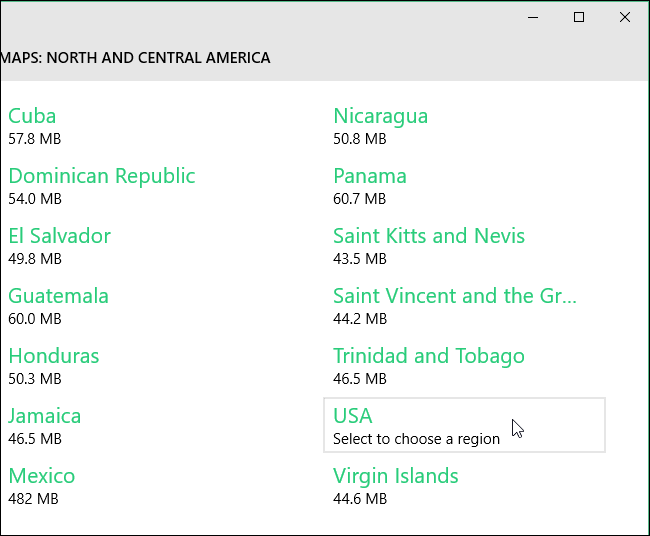 MAPS: NORTH AND CENTRAL AMERICA
Cuba
57.8 MB
Dominican Republic
54.0 MB
El Salvador
49.8 MB
Guatemala
60.0 MB
Honduras
50.3 MB
Jamaica
46.5 MB
Mexico
482 MB
Nicaragua
50.8 MB
Panama
60.7 MB
Saint Kitts and Nevis
43.5 MB
Saint Vincent and the Gr...
44.2 MB
Trinidad and Tobago
46.5 MB
USA
Select to choose a region
Virgin Islands
44.6 MB